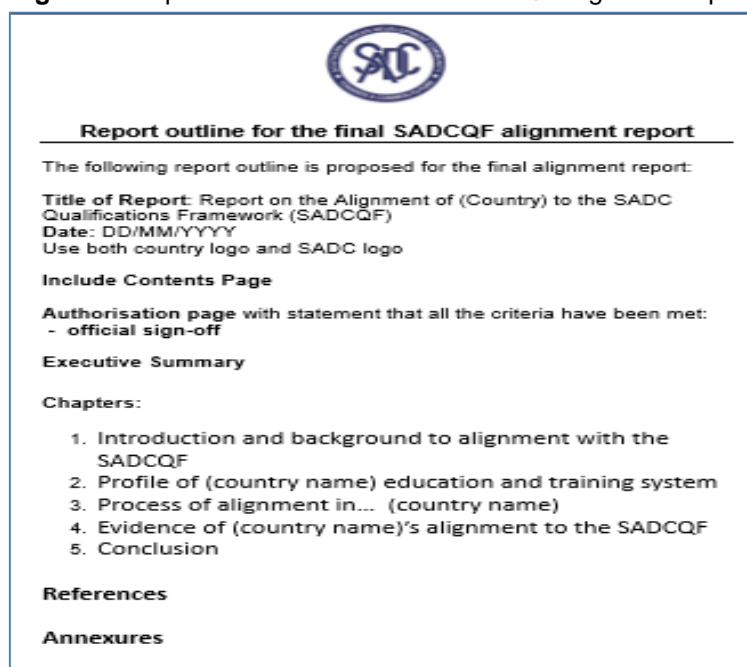 SADC
Report outline for the final SADCQF alignment report
The following report outline is proposed for the final alignment report:
Title of Report: Report on the Alignment of (Country) to the SADC
Qualifications Framework (SADCQF)
Date: DD/MM/YYYY
Use both country logo and SADC logo
Include Contents Page
Authorisation page with statement that all the criteria have been met:
- official sign-off
Executive Summary
Chapters:
1. Introduction and background to alignment with the
SADCQF
2. Profile of (country name) education and training system
3. Process of alignment in... (country name)
4. Evidence of (country name)'s alignment to the SADCQF
5. Conclusion
References
Annexures